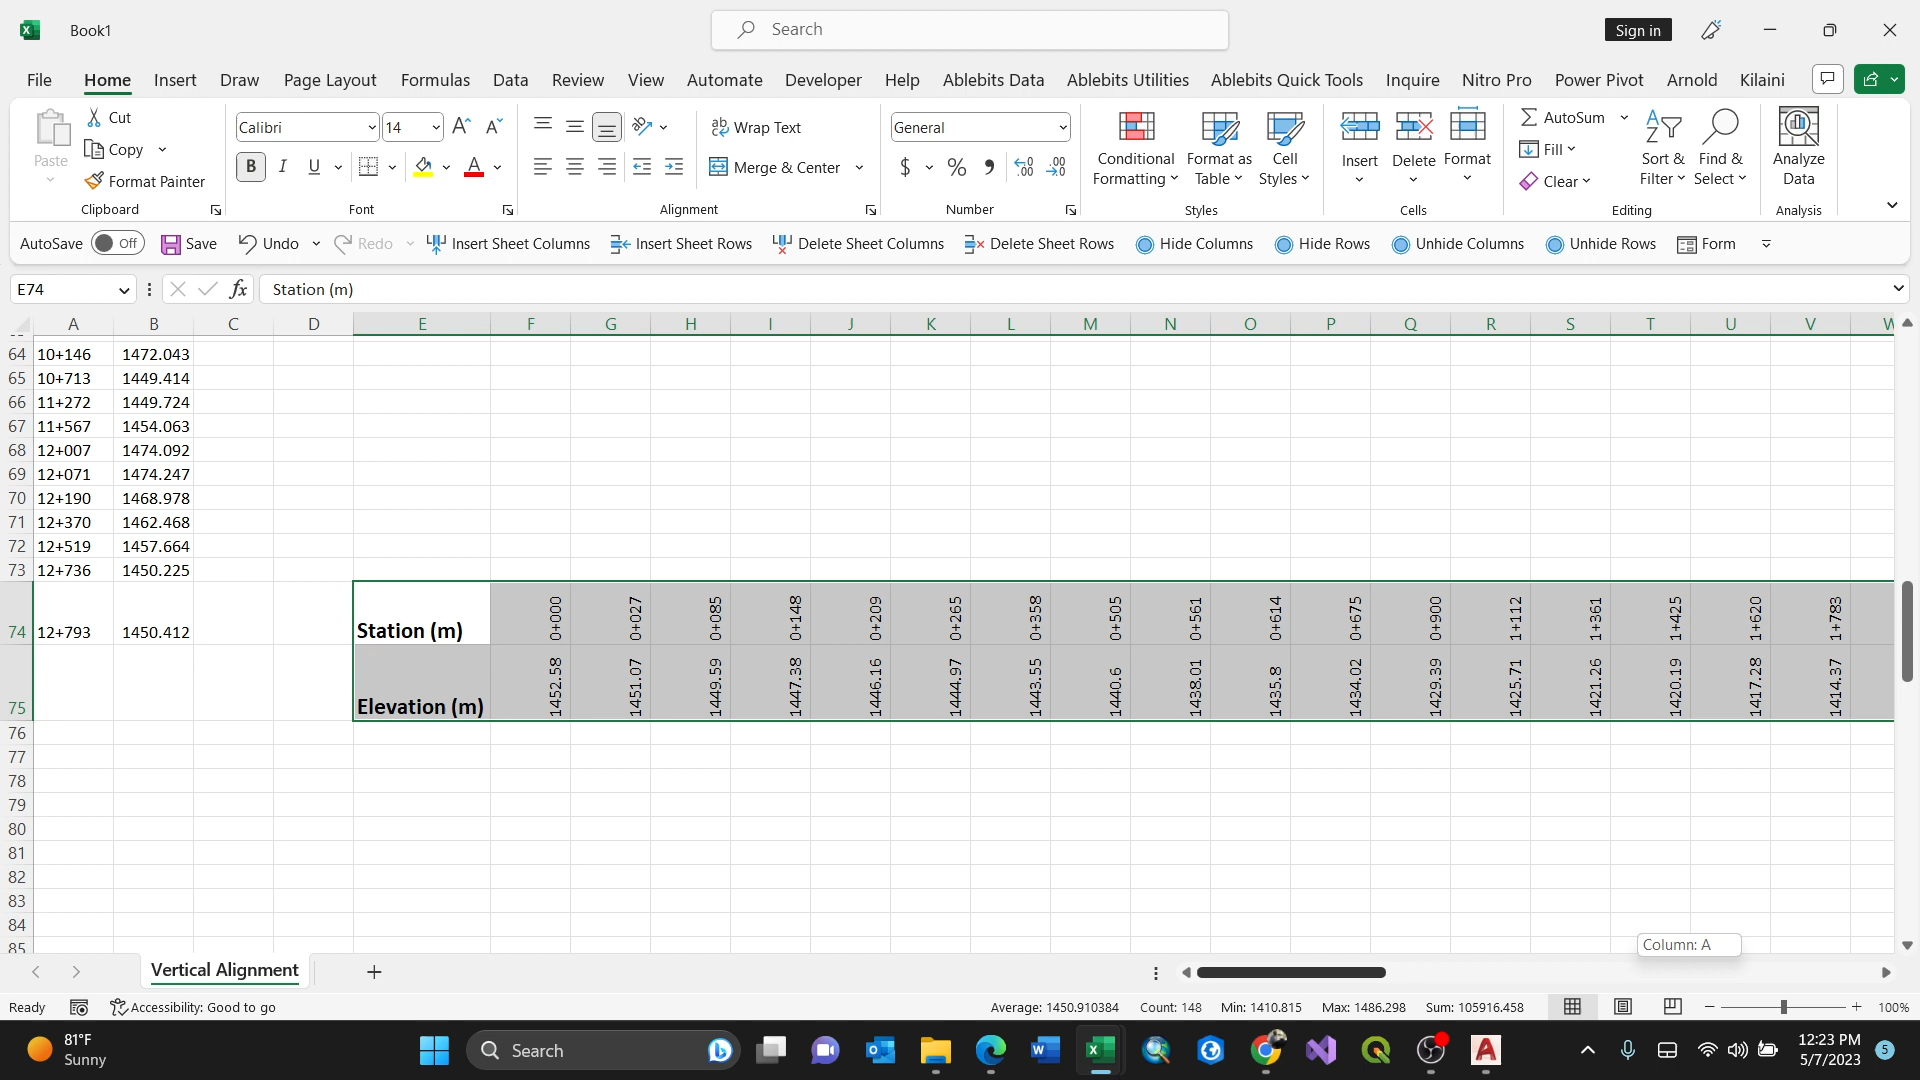 Book1
Search
Sign in
File Home Insert Draw Page Layout Formulas Data Review View Automate Developer Help Ablebits Data Ablebits Utilities Ablebits Quick Tools Inquire Nitro Pro Power Pivot Arnold Kilaini
Paste
Cut
Copy
Format Painter
Clipboard
Calibri 14
B I U
Font
Wrap Text
Merge & Center
Alignment
General
$ % ,
Number
Conditional Formatting
Format as Table
Cell Styles
Styles
Insert
Delete
Format
Cells
AutoSum
Fill
Clear
Sort & Filter
Find & Select
Editing
Analyze Data
Analysis
AutoSave Off Save Undo Redo Insert Sheet Columns Insert Sheet Rows Delete Sheet Columns Delete Sheet Rows Hide Columns Hide Rows Unhide Columns Unhide Rows Form
E74 fx Station (m)
A B C D E F G H I J K L M N O P Q R S T U V W
64 10+146 1472.043
65 10+713 1449.414
66 11+272 1449.724
67 11+567 1454.063
68 12+007 1474.092
69 12+071 1474.247
70 12+190 1468.978
71 12+370 1462.468
72 12+519 1457.664
73 12+736 1450.225
74 12+793 1450.412 Station (m) 0+000 0+027 0+085 0+148 0+209 0+265 0+358 0+505 0+561 0+614 0+675 0+900 1+112 1+361 1+425 1+620 1+783
75 Elevation (m) 1452.58 1451.07 1449.59 1447.38 1446.16 1444.97 1443.55 1440.6 1438.01 1435.8 1434.02 1429.39 1425.71 1421.26 1420.19 1417.28 1414.37
76
77
78
79
80
81
82
83
84
85
Column: A
Vertical Alignment
Ready Accessibility: Good to go Average: 1450.910384 Count: 148 Min: 1410.815 Max: 1486.298 Sum: 105916.458 100%
81°F
Sunny
Search
12:23 PM
5/7/2023
5